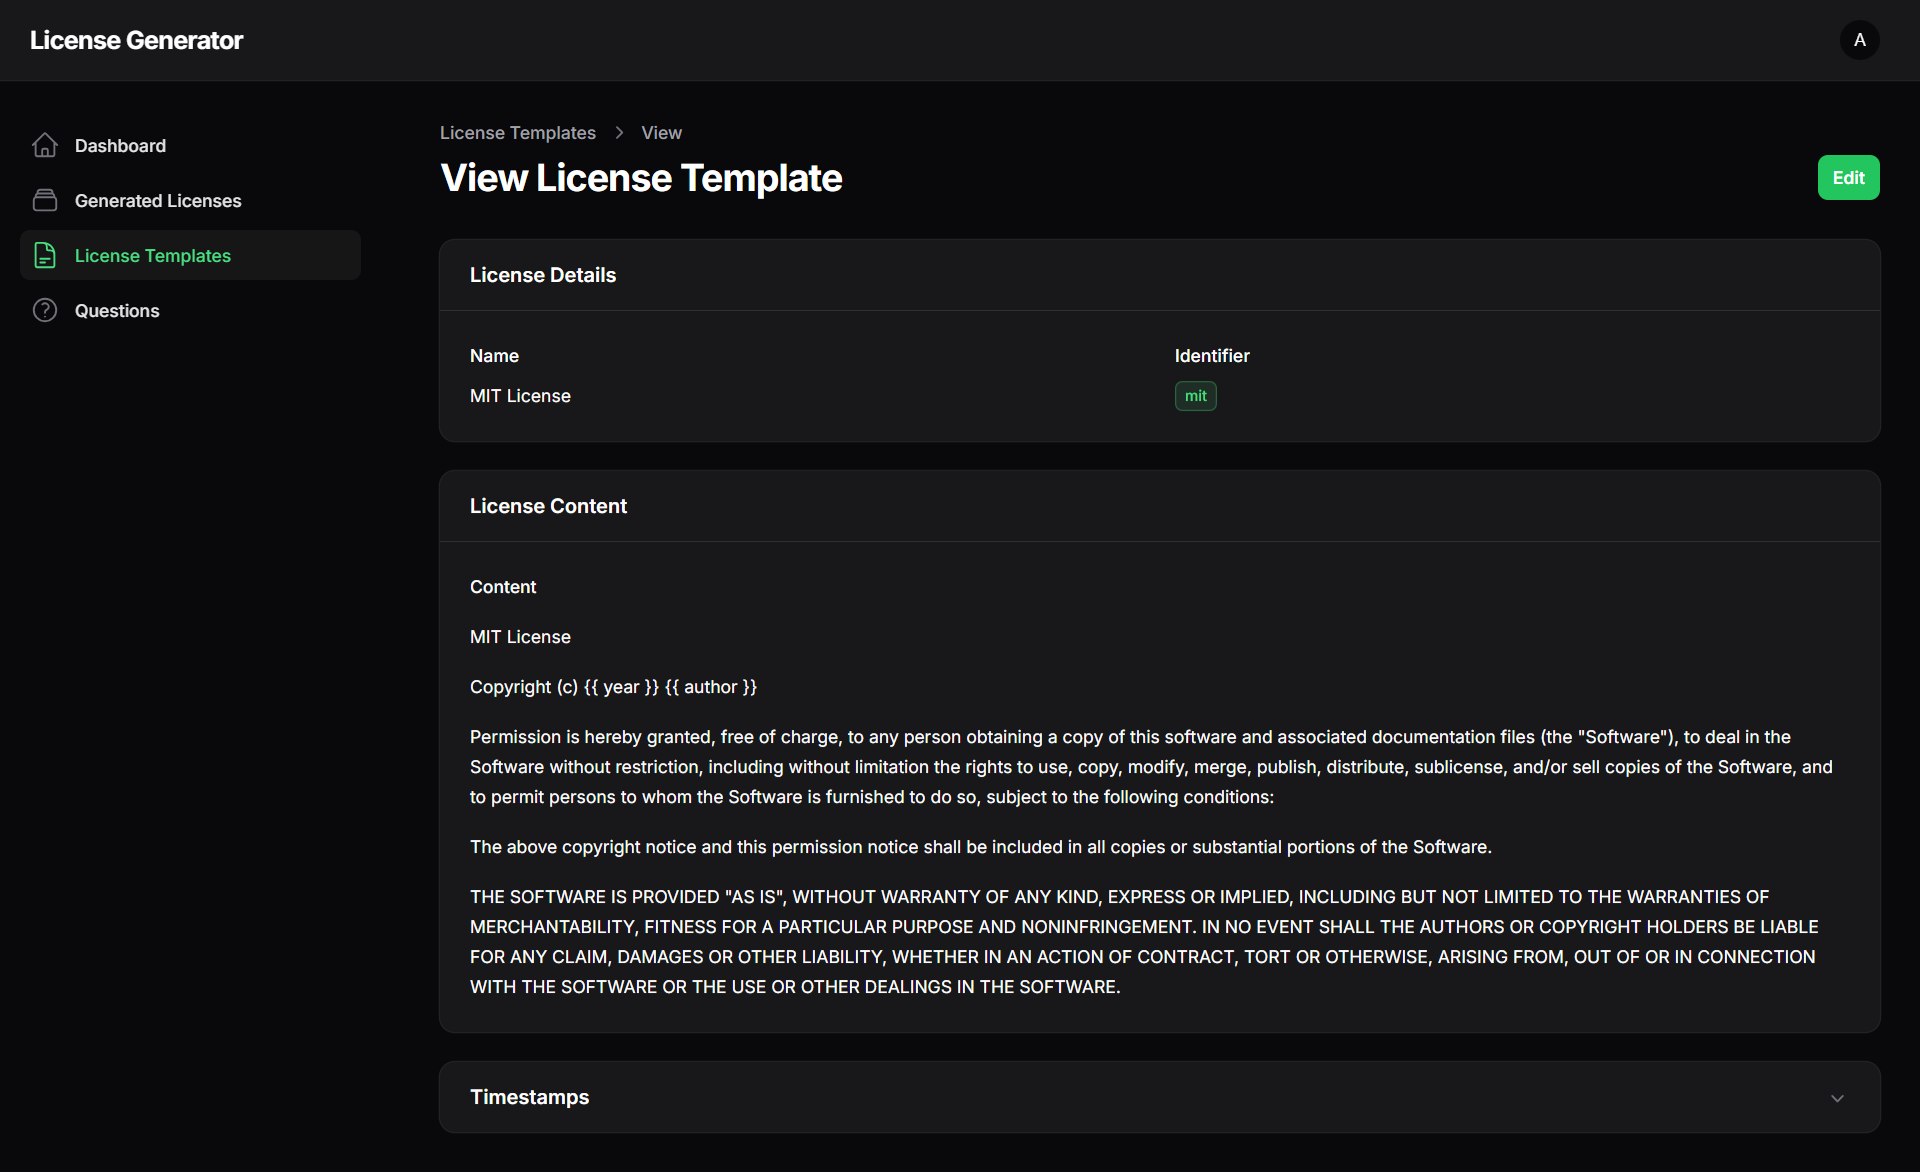 License Generator
A
Dashboard
Generated Licenses
License Templates
Questions
License Templates > View
View License Template
Edit
License Details
Name
Identifier
MIT License
mit
License Content
Content
MIT License
Copyright (c) {{ year }} {{ author }}
Permission is hereby granted, free of charge, to any person obtaining a copy of this software and associated documentation files (the "Software"), to deal in the
Software without restriction, including without limitation the rights to use, copy, modify, merge, publish, distribute, sublicense, and/or sell copies of the Software, and
to permit persons to whom the Software is furnished to do so, subject to the following conditions:
The above copyright notice and this permission notice shall be included in all copies or substantial portions of the Software.
THE SOFTWARE IS PROVIDED "AS IS", WITHOUT WARRANTY OF ANY KIND, EXPRESS OR IMPLIED, INCLUDING BUT NOT LIMITED TO THE WARRANTIES OF
MERCHANTABILITY, FITNESS FOR A PARTICULAR PURPOSE AND NONINFRINGEMENT. IN NO EVENT SHALL THE AUTHORS OR COPYRIGHT HOLDERS BE LIABLE
FOR ANY CLAIM, DAMAGES OR OTHER LIABILITY, WHETHER IN AN ACTION OF CONTRACT, TORT OR OTHERWISE, ARISING FROM, OUT OF OR IN CONNECTION
WITH THE SOFTWARE OR THE USE OR OTHER DEALINGS IN THE SOFTWARE.
Timestamps